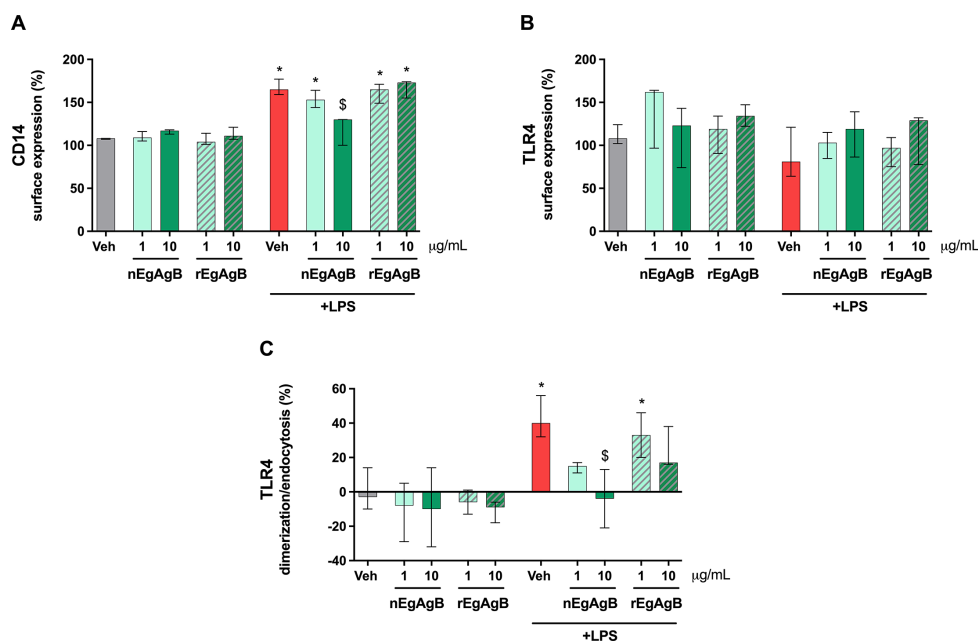 A
CD14
surface expression (%)
200
150
100
50
0
* * $ * *
Veh 1 10 1 10 Veh 1 10 1 10 μg/mL
nEgAgB rEgAgB nEgAgB rEgAgB
+LPS
B
TLR4
surface expression (%)
200
150
100
50
0
Veh 1 10 1 10 Veh 1 10 1 10 μg/mL
nEgAgB rEgAgB nEgAgB rEgAgB
+LPS
C
TLR4
dimerization/endocytosis (%)
60
40
20
0
-20
-40
* $ *
Veh 1 10 1 10 Veh 1 10 1 10 μg/mL
nEgAgB rEgAgB nEgAgB rEgAgB
+LPS